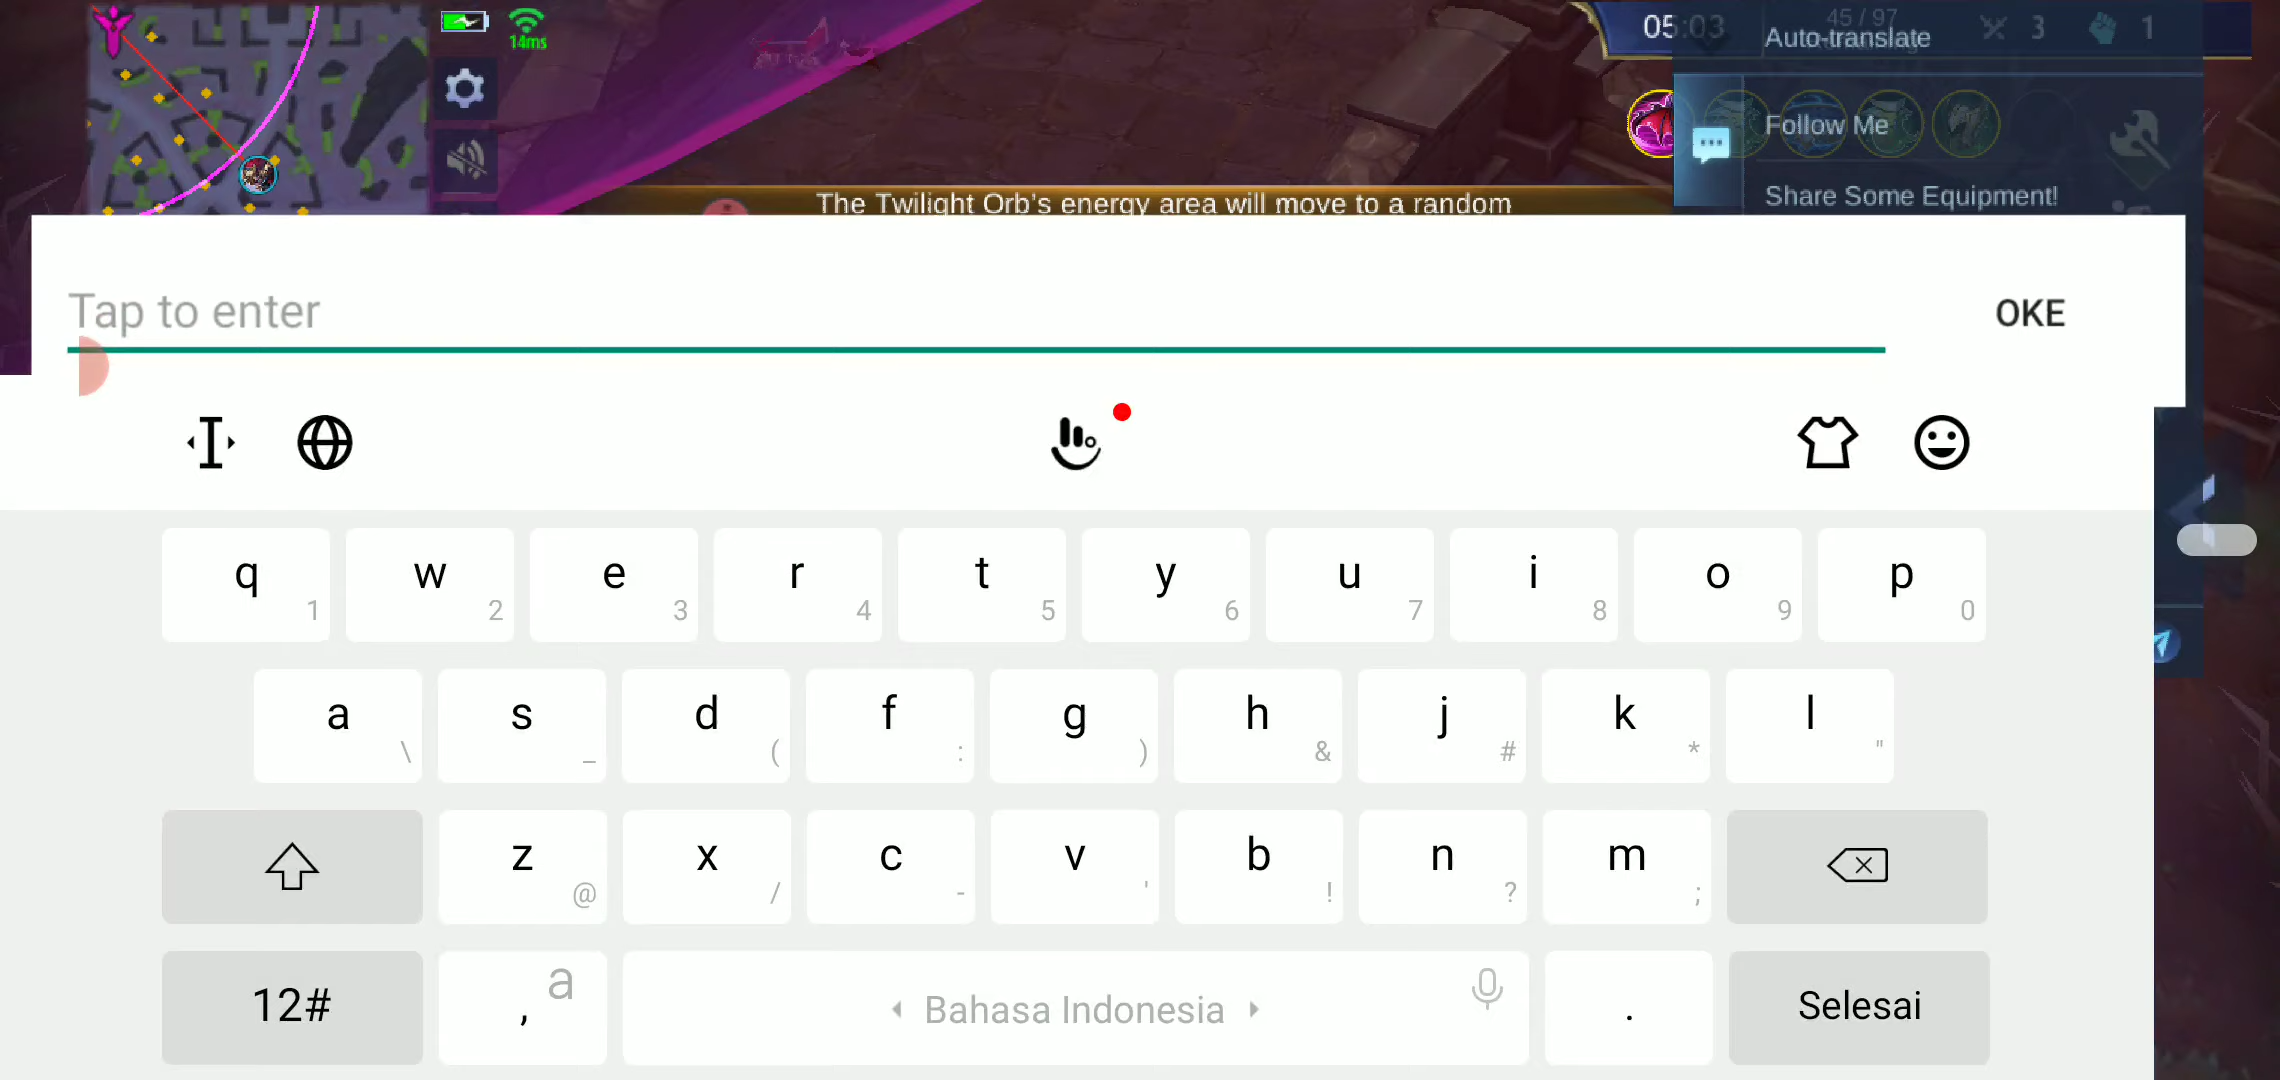 14ms
05:03
45 / 97
3
1
Auto-translate
Follow Me
Share Some Equipment!
The Twilight Orb's energy area will move to a random
Tap to enter
OKE
q 1 w 2 e 3 r 4 t 5 y 6 u 7 i 8 o 9 p 0
a \ s _ d ( f : g ) h & j # k * l "
z @ x / c - v ' b ! n ? m ;
12# , a Bahasa Indonesia . Selesai